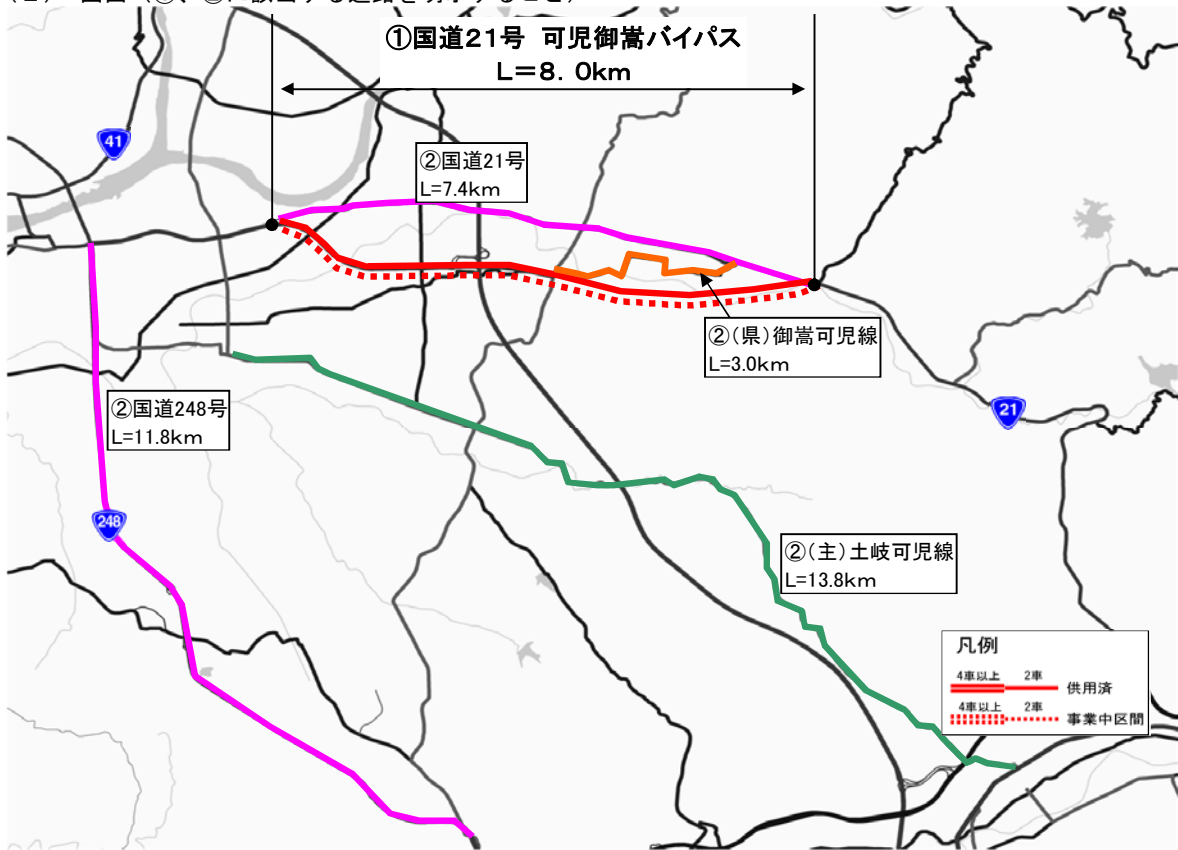 ①国道21号 可児御嵩バイパス
L=8.0km
41
②国道21号
L=7.4km
②(県)御嵩可児線
L=3.0km
②国道248号
L=11.8km
21
248
②(主)土岐可児線
L=13.8km
凡例
4車以上 2車
供用済
4車以上 2車
事業中区間